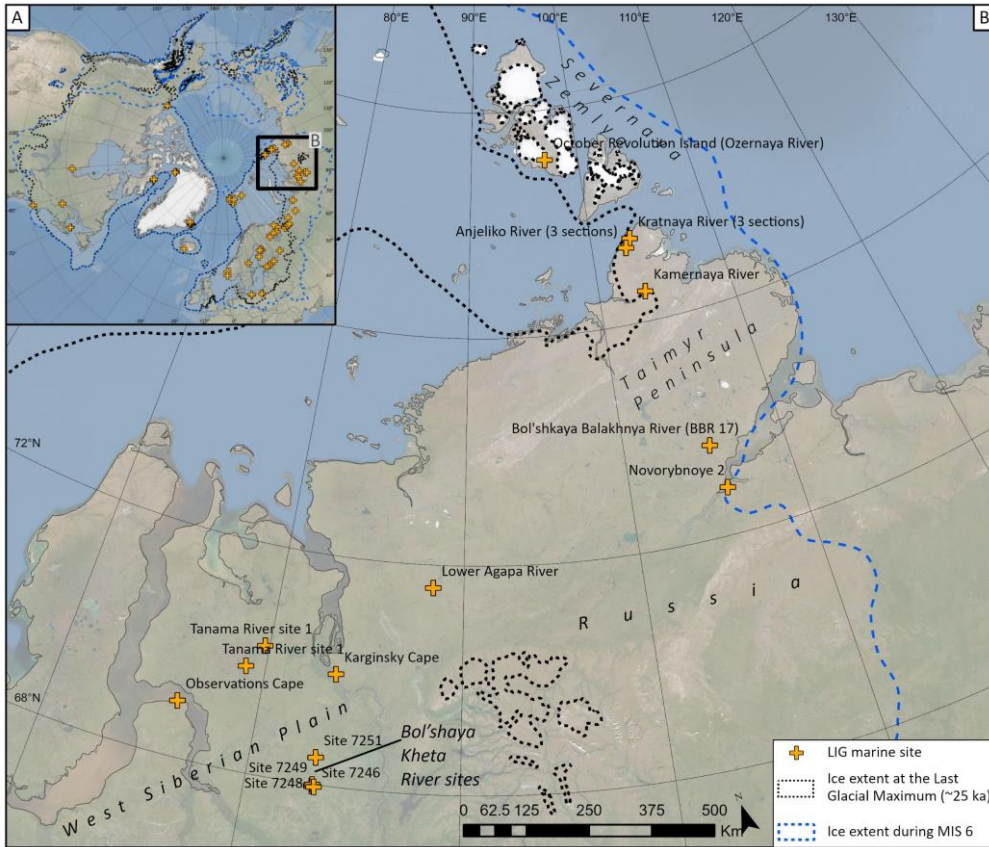 A
B
B
80°E
90°E
100°E
110°E
120°E
130°E
Severnaya
Zemlya
October Revolution Island (Ozernaya River)
Anjeliko River (3 sections)
Kratnaya River (3 sections)
Kamernaya River
Taimyr
Peninsula
72°N
Bol'shkaya Balakhnya River (BBR 17)
Novorybnoye 2
Lower Agapa River
Russia
Tanama River site 1
Tanama River site 1
Karginsky Cape
68°N
Observations Cape
West Siberian Plain
Site 7251
Bol'shaya
Kheta
River sites
Site 7249
Site 7246
Site 7248
0 62.5 125 250 375 500
Km
N
LIG marine site
Ice extent at the Last
Glacial Maximum (~25 ka)
Ice extent during MIS 6